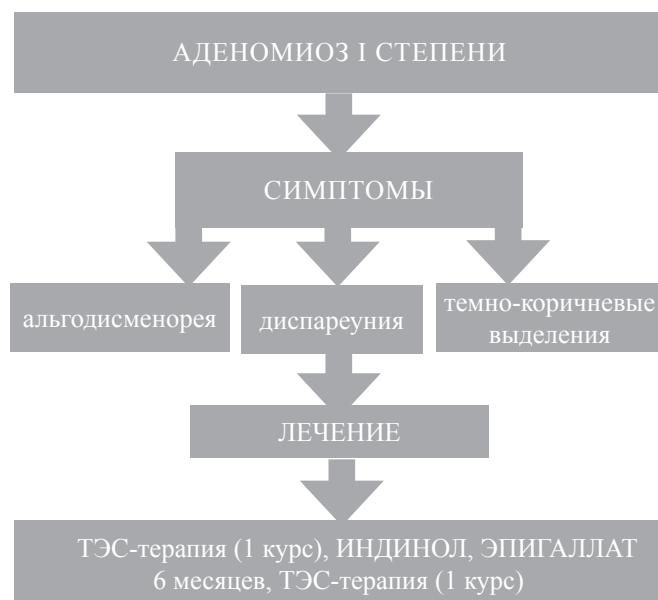 АДЕНОМИОЗ I СТЕПЕНИ
СИМПТОМЫ
альгодисменорея
диспареуния
темно-коричневые
выделения
ЛЕЧЕНИЕ
ТЭС-терапия (1 курс), ИНДИНОЛ, ЭПИГАЛЛАТ
6 месяцев, ТЭС-терапия (1 курс)